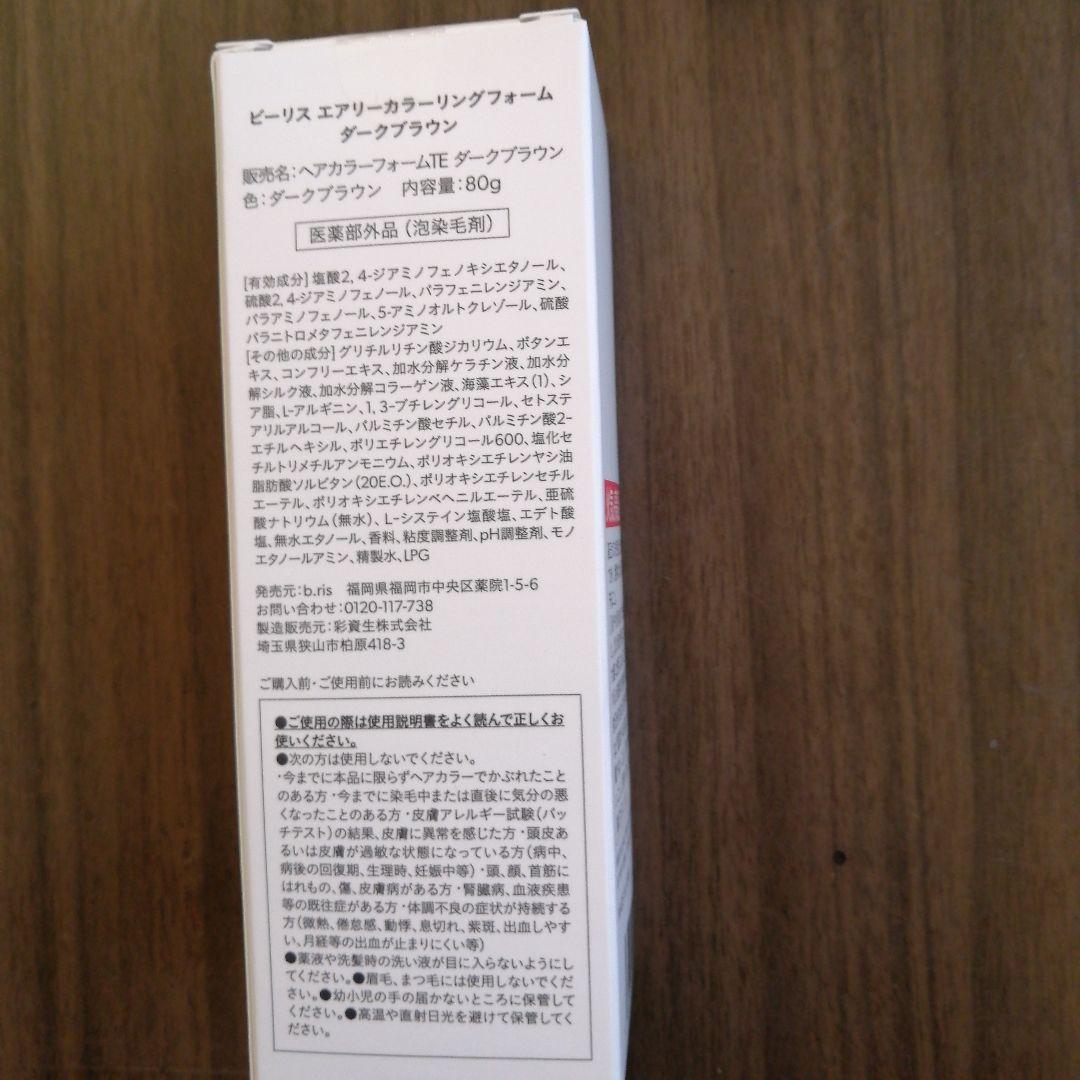 ビーリス エアリーカラーリングフォーム
ダークブラウン
販売名:ヘアカラーフォームTE ダークブラウン
色:ダークブラウン 内容量:80g
医薬部外品(泡染毛剤)
[有効成分]塩酸2, 4-ジアミノフェノキシエタノール、
硫酸2, 4-ジアミノフェノール、パラフェニレンジアミン、
パラアミノフェノール、5-アミノオルトクレゾール、硫酸
パラニトロメタフェニレンジアミン
[その他の成分]グリチルリチン酸ジカリウム、ボタンエ
キス、コンフリーエキス、加水分解ケラチン液、加水分
解シルク液、加水分解コラーゲン液、海藻エキス(1)、シ
ア脂、L-アルギニン、1, 3-ブチレングリコール、セトステ
アリルアルコール、パルミチン酸セチル、パルミチン酸2-
エチルヘキシル、ポリエチレングリコール600、塩化セ
チルトリメチルアンモニウム、ポリオキシエチレンヤシ油
脂肪酸ソルビタン(20E.O.)、ポリオキシエチレンセチル
エーテル、ポリオキシエチレンベヘニルエーテル、亜硫
酸ナトリウム(無水)、L-システイン塩酸塩、エデト酸
塩、無水エタノール、香料、粘度調整剤、pH調整剤、モノ
エタノールアミン、精製水、LPG
発売元:b.ris 福岡県福岡市中央区薬院1-5-6
お問い合わせ:0120-117-738
製造販売元:彩資生株式会社
埼玉県狭山市柏原418-3
ご購入前・ご使用前にお読みください
●ご使用の際は使用説明書をよく読んで正しくお
使いください。
●次の方は使用しないでください。
・今までに本品に限らずヘアカラーでかぶれたこと
のある方・今までに染毛中または直後に気分の悪
くなったことのある方・皮膚アレルギー試験(パッ
チテスト)の結果、皮膚に異常を感じた方・頭皮あ
るいは皮膚が過敏な状態になっている方(病中、
病後の回復期、生理時、妊娠中等)・頭、顔、首筋に
はれもの、傷、皮膚病がある方・腎臓病、血液疾患
等の既往症がある方・体調不良の症状が持続する
方(微熱、倦怠感、動悸、息切れ、紫斑、出血しやす
い、月経等の出血が止まりにくい等)
●薬液や洗髪時の洗い液が目に入らないようにし
てください。●眉毛、まつ毛には使用しないでくだ
さい。●幼小児の手の届かないところに保管して
ください。●高温や直射日光を避けて保管してく
ださい。